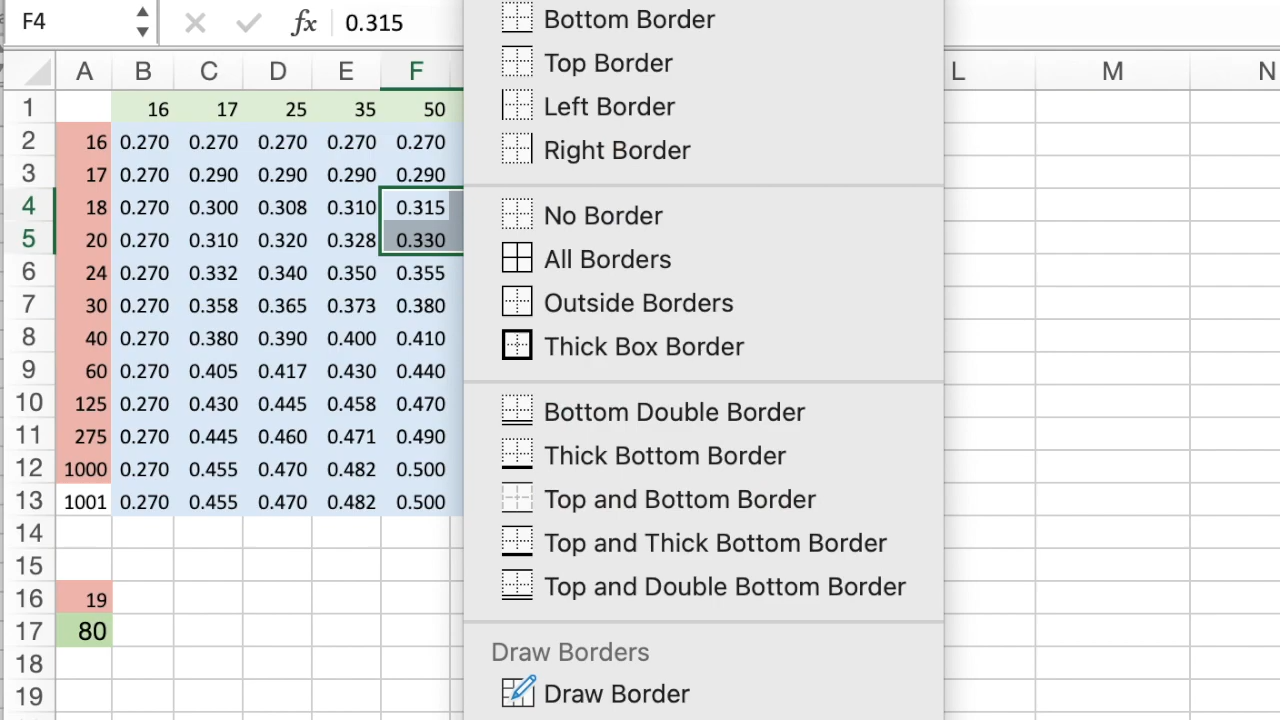 F4 fx 0.315
A B C D E F L M N
1 16 17 25 35 50
2 16 0.270 0.270 0.270 0.270 0.270
3 17 0.270 0.290 0.290 0.290 0.290
4 18 0.270 0.300 0.308 0.310 0.315
5 20 0.270 0.310 0.320 0.328 0.330
6 24 0.270 0.332 0.340 0.350 0.355
7 30 0.270 0.358 0.365 0.373 0.380
8 40 0.270 0.380 0.390 0.400 0.410
9 60 0.270 0.405 0.417 0.430 0.440
10 125 0.270 0.430 0.445 0.458 0.470
11 275 0.270 0.445 0.460 0.471 0.490
12 1000 0.270 0.455 0.470 0.482 0.500
13 1001 0.270 0.455 0.470 0.482 0.500
14
15
16 19
17 80
18
19
Bottom Border
Top Border
Left Border
Right Border
No Border
All Borders
Outside Borders
Thick Box Border
Bottom Double Border
Thick Bottom Border
Top and Bottom Border
Top and Thick Bottom Border
Top and Double Bottom Border
Draw Borders
Draw Border